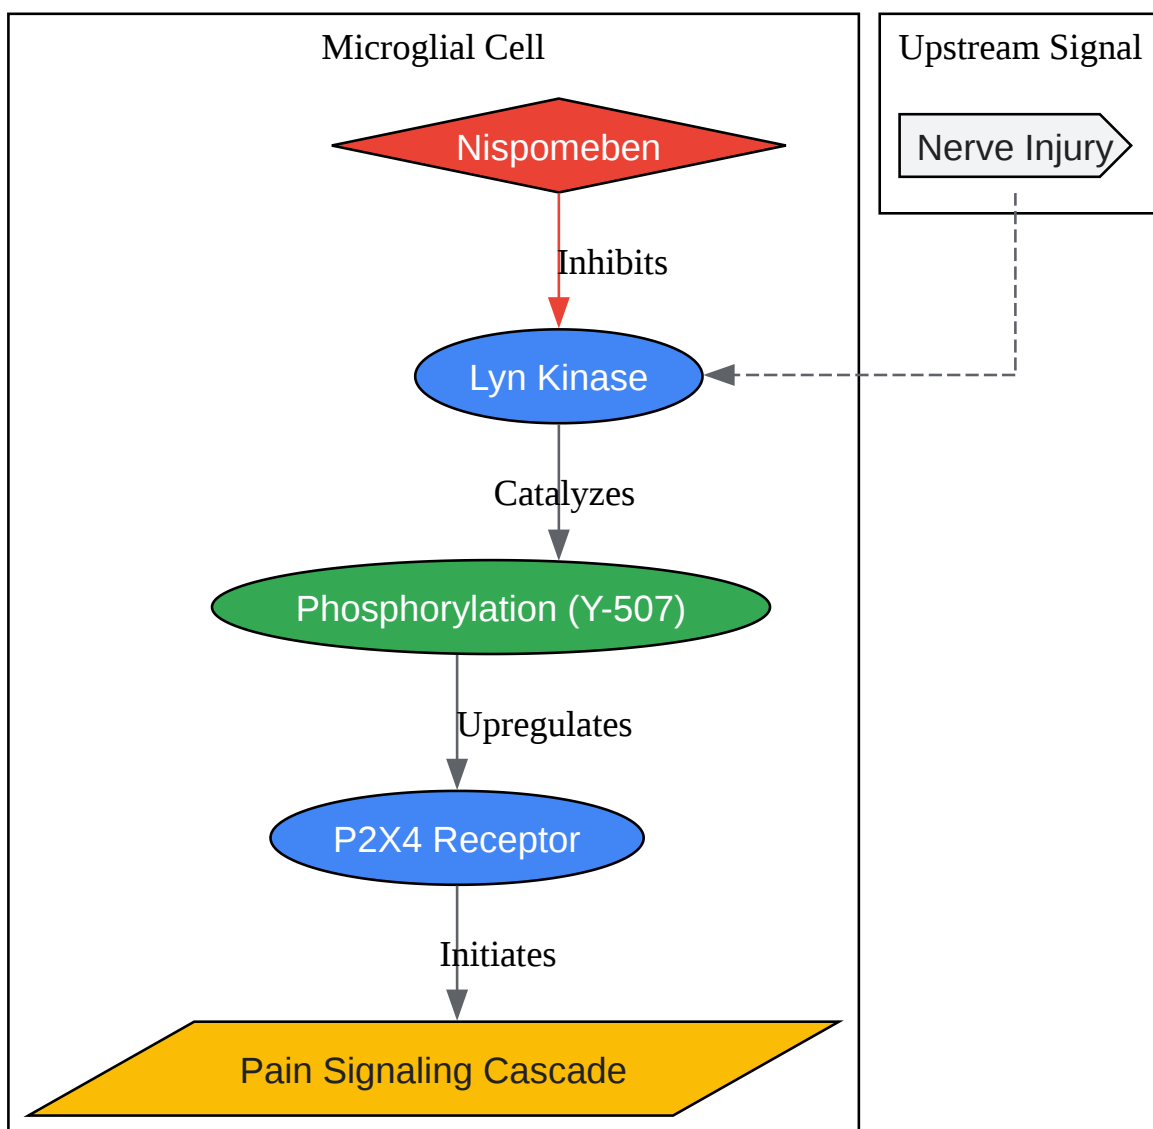 Microglial Cell
Upstream Signal
Nispomeben
Nerve Injury
Inhibits
Lyn Kinase
Catalyzes
Phosphorylation (Y-507)
Upregulates
P2X4 Receptor
Initiates
Pain Signaling Cascade